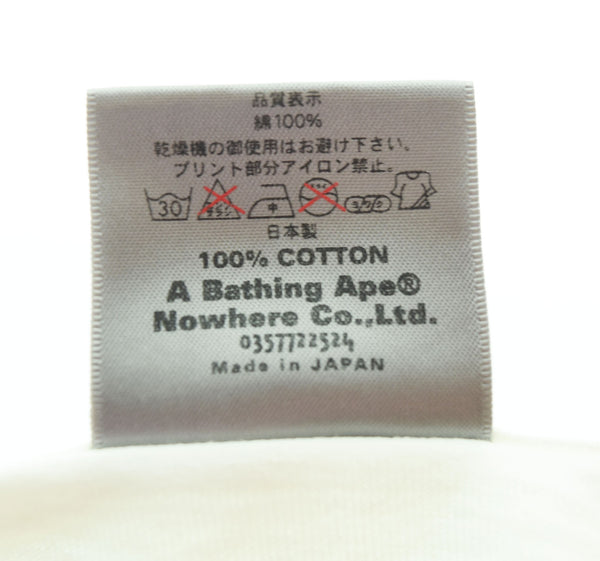 品質表示
綿100%
乾燥機の御使用はお避け下さい。
プリント部分アイロン禁止。
30 中
日本製
100% COTTON
A Bathing Ape®
Nowhere Co.,Ltd.
0357722524
Made in JAPAN